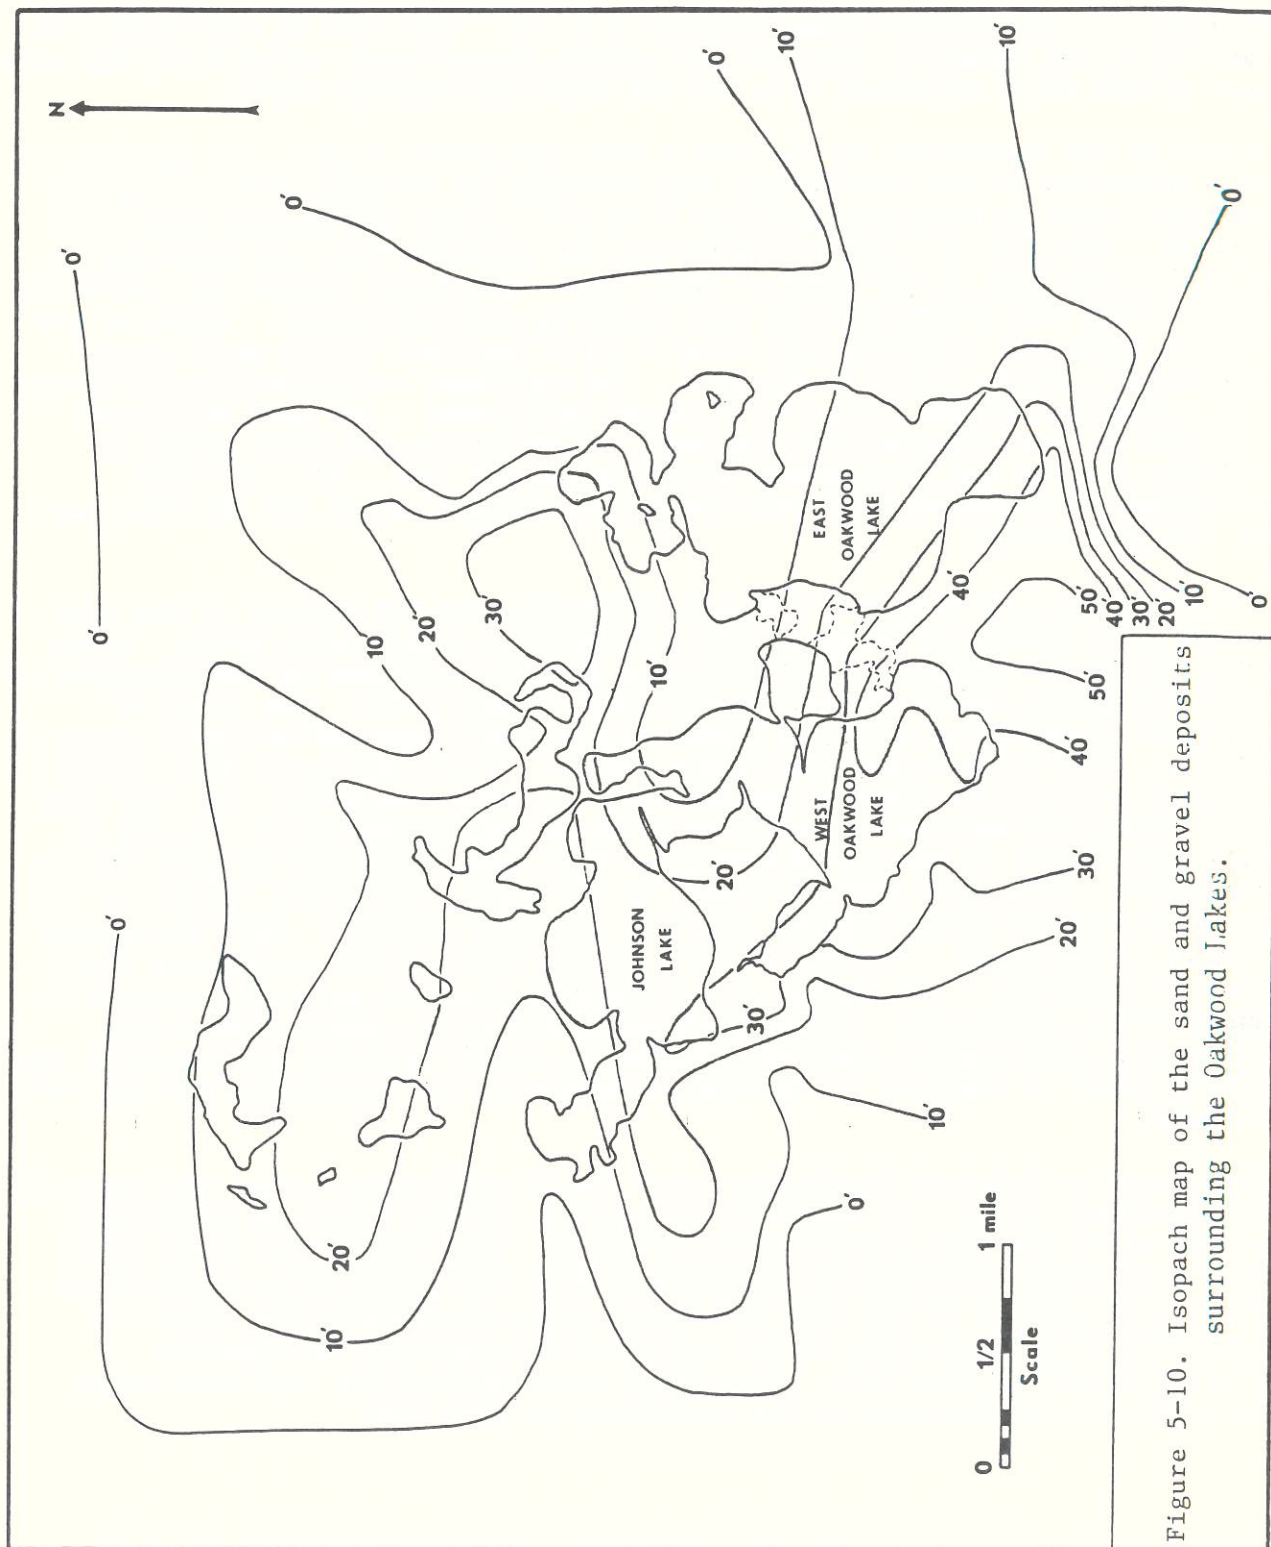 N
0'
0'
0'
0'
10'
20'
10'
20'
30'
JOHNSON
LAKE
10'
0'
20'
30'
10'
EAST
OAKWOOD
LAKE
WEST
OAKWOOD
LAKE
0'
10'
40'
0 1/2 1 mile
Scale
10'
20'
30'
40'
50'
50'
40'
30'
20'
10'
0'
0'
Figure 5-10. Isopach map of the sand and gravel deposits
surrounding the Oakwood Lakes.